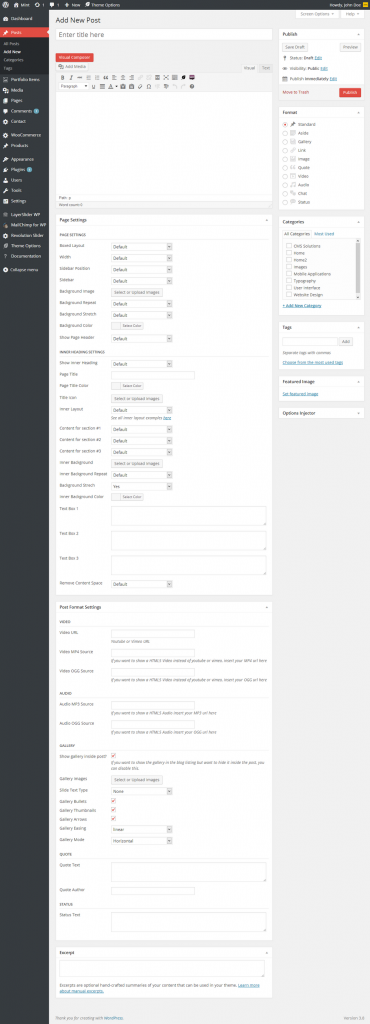 Mint
1
New
Theme Options
Howdy, John Doe
Dashboard
Posts
All Posts
Add New
Categories
Tags
Portfolio Items
Media
Pages
Comments
Contact
WooCommerce
Products
Appearance
Plugins
Users
Tools
Settings
LayerSlider WP
MailChimp for WP
Revolution Slider
Theme Options
Documentation
Collapse menu
Screen Options
Help
Add New Post
Enter title here
Visual Composer
Add Media
Visual
Text
Paragraph
Path: p
Word count: 0
Page Settings
PAGE SETTINGS
Boxed Layout
Default
Width
Default
Sidebar Position
Default
Sidebar
Default
Background Image
Select or Upload Images
Background Repeat
Default
Background Stretch
Default
Background Color
Select Color
Show Page Header
Default
INNER HEADING SETTINGS
Show Inner Heading
Default
Page Title
Page Title Color
Select Color
Title Icon
Select or Upload Images
Inner Layout
Default
See all inner layout examples here
Content for section #1
Default
Content for section #2
Default
Content for section #3
Default
Inner Background
Select or Upload Images
Inner Background Repeat
Default
Background Strech
Yes
Inner Background Color
Select Color
Text Box 1
Text Box 2
Text Box 3
Remove Content Space
Default
Post Format Settings
VIDEO
Video URL
Youtube or Vimeo URL
Video MP4 Source
If you want to show a HTML5 Video instead of youtube or vimeo, insert your MP4 url here
Video OGG Source
If you want to show a HTML5 Video instead of youtube or vimeo, insert your OGG url here
AUDIO
Audio MP3 Source
If you want to show a HTML5 Audio insert your MP3 url here
Audio OGG Source
If you want to show a HTML5 Audio insert your OGG url here
GALLERY
Show gallery inside post?
If you want to show the gallery in the blog listing but want to hide it inside the post, you
can disable this.
Gallery Images
Select or Upload Images
Slide Text Type
None
Gallery Bullets
Gallery Thumbnails
Gallery Arrows
Gallery Easing
linear
Gallery Mode
Horizontal
QUOTE
Quote Text
Quote Author
STATUS
Status Text
Excerpt
Excerpts are optional hand-crafted summaries of your content that can be used in your theme. Learn more
about manual excerpts.
Publish
Save Draft
Preview
Status: Draft Edit
Visibility: Public Edit
Publish immediately Edit
Move to Trash
Publish
Format
Standard
Aside
Gallery
Link
Image
Quote
Video
Audio
Chat
Status
Categories
All Categories
Most Used
CMS Solutions
Home
Home2
Images
Mobile Applications
Typography
User Interface
Website Design
+ Add New Category
Tags
Add
Separate tags with commas
Choose from the most used tags
Featured Image
Set featured image
Options Injector
Thank you for creating with WordPress.
Version 3.8